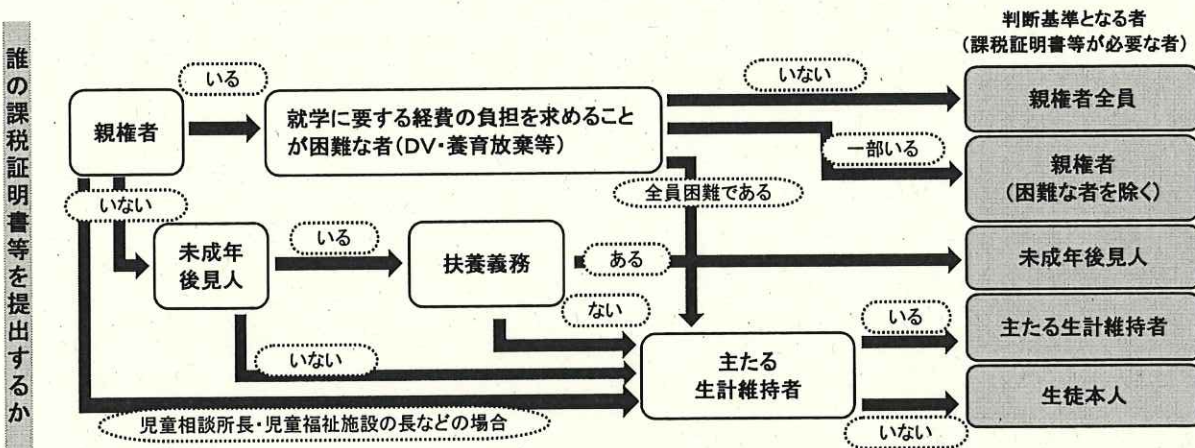 誰の課税証明書等を提出するか
判断基準となる者
(課税証明書等が必要な者)
親権者
いる
就学に要する経費の負担を求めること
が困難な者(DV・養育放棄等)
いない
親権者全員
一部いる
親権者
(困難な者を除く)
全員困難である
いない
未成年
後見人
いる
扶養義務
ある
未成年後見人
ない
いない
主たる
生計維持者
いる
主たる生計維持者
いない
生徒本人
児童相談所長・児童福祉施設の長などの場合